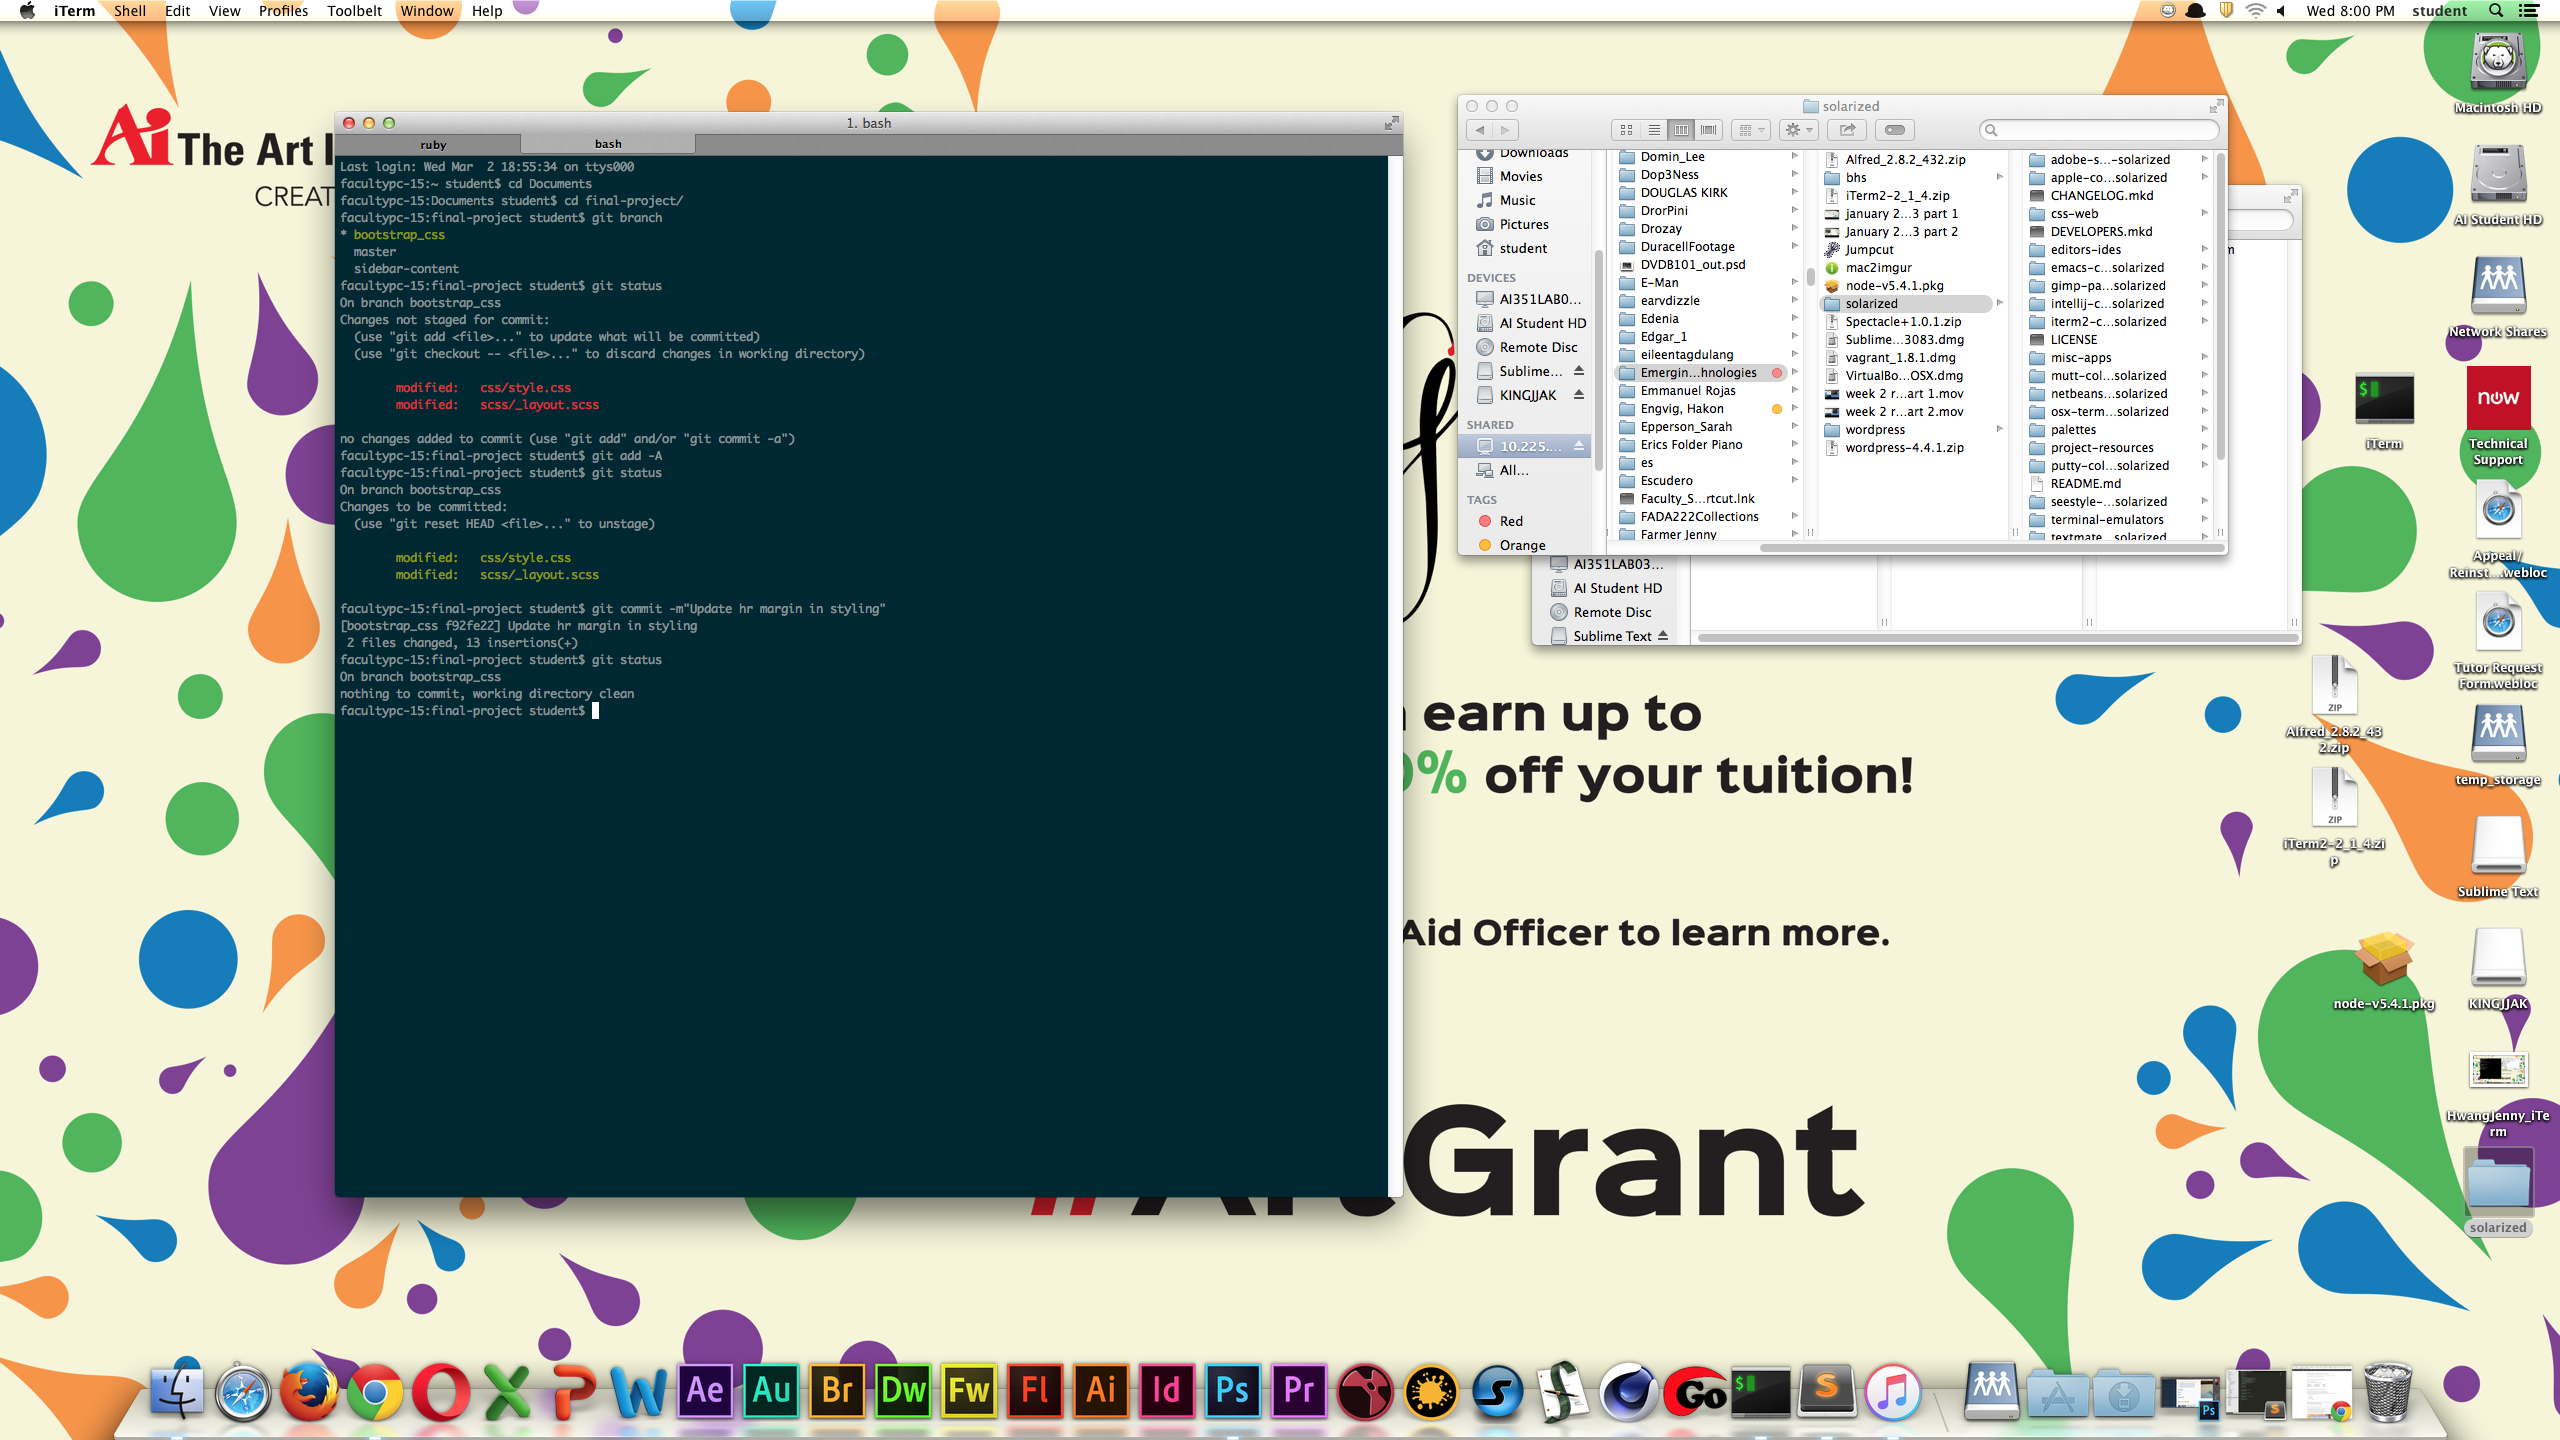 iTerm Shell Edit View Profiles Toolbelt Window Help
Wed 8:00 PM student
The Art I
CREAT
1. bash
ruby
bash
Last login: Wed Mar  2 18:55:34 on ttys000
facultypc-15:~ student$ cd Documents
facultypc-15:Documents student$ cd final-project/
facultypc-15:final-project student$ git branch
* bootstrap_css
  master
  sidebar-content
facultypc-15:final-project student$ git status
On branch bootstrap_css
Changes not staged for commit:
  (use "git add <file>..." to update what will be committed)
  (use "git checkout -- <file>..." to discard changes in working directory)
modified:   css/style.css
modified:   scss/_layout.scss
no changes added to commit (use "git add" and/or "git commit -a")
facultypc-15:final-project student$ git add -A
facultypc-15:final-project student$ git status
On branch bootstrap_css
Changes to be committed:
  (use "git reset HEAD <file>..." to unstage)
modified:   css/style.css
modified:   scss/_layout.scss
facultypc-15:final-project student$ git commit -m"Update hr margin in styling"
[bootstrap_css f92fe22] Update hr margin in styling
 2 files changed, 13 insertions(+)
facultypc-15:final-project student$ git status
On branch bootstrap_css
nothing to commit, working directory clean
facultypc-15:final-project student$
solarized
Downloads
Movies
Music
Pictures
student
DEVICES
AI351LAB0...
AI Student HD
Remote Disc
Sublime...
KINGJJAK
SHARED
10.225....
All...
TAGS
Red
Orange
Domin_Lee
Dop3Ness
DOUGLAS KIRK
DrorPini
Drozay
DuracellFootage
DVDB101_out.psd
E-Man
earvdizzle
Edenia
Edgar_1
eileentagdulang
Emergin...hnologies
Emmanuel Rojas
Engvig, Hakon
Epperson_Sarah
Erics Folder Piano
es
Escudero
Faculty_S...rtcut.lnk
FADA222Collections
Farmer Jenny
Alfred_2.8.2_432.zip
bhs
iTerm2-2_1_4.zip
january 2...3 part 1
January 2...3 part 2
Jumpcut
mac2imgur
node-v5.4.1.pkg
solarized
Spectacle+1.0.1.zip
Sublime...3083.dmg
vagrant_1.8.1.dmg
VirtualBo...OSX.dmg
week 2 r...art 1.mov
week 2 r...art 2.mov
wordpress
wordpress-4.4.1.zip
adobe-s...-solarized
apple-co...solarized
CHANGELOG.mkd
css-web
DEVELOPERS.mkd
editors-ides
emacs-c...solarized
gimp-pa...solarized
intellij-c...solarized
iterm2-c...solarized
LICENSE
misc-apps
mutt-col...solarized
netbeans...solarized
osx-term...solarized
palettes
project-resources
putty-col...solarized
README.md
seestyle-...solarized
terminal-emulators
textmate...solarized
AI351LAB03...
AI Student HD
Remote Disc
Sublime Text
earn up to
0% off your tuition!
Aid Officer to learn more.
Grant
Macintosh HD
AI Student HD
Network Shares
iTerm
now
Technical
Support
Appeal/
Reinst...webloc
Tutor Request
Form.webloc
ZIP
Alfred_2.8.2_43
2.zip
temp_storage
ZIP
iTerm2-2_1_4.zi
p
Sublime Text
node-v5.4.1.pkg
KINGJJAK
HwangJenny_iTe
rm
solarized
Ae Au Br Dw Fw Fl Ai Id Ps Pr Go